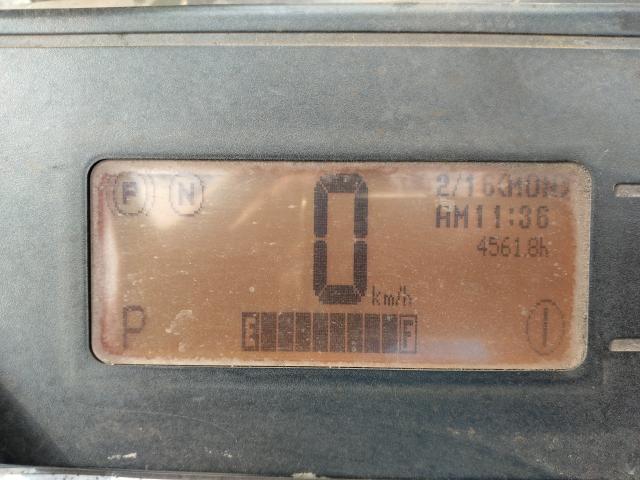 P N
2/16(MON)
AM11:36
4561.8h
0 km/h
P
E F